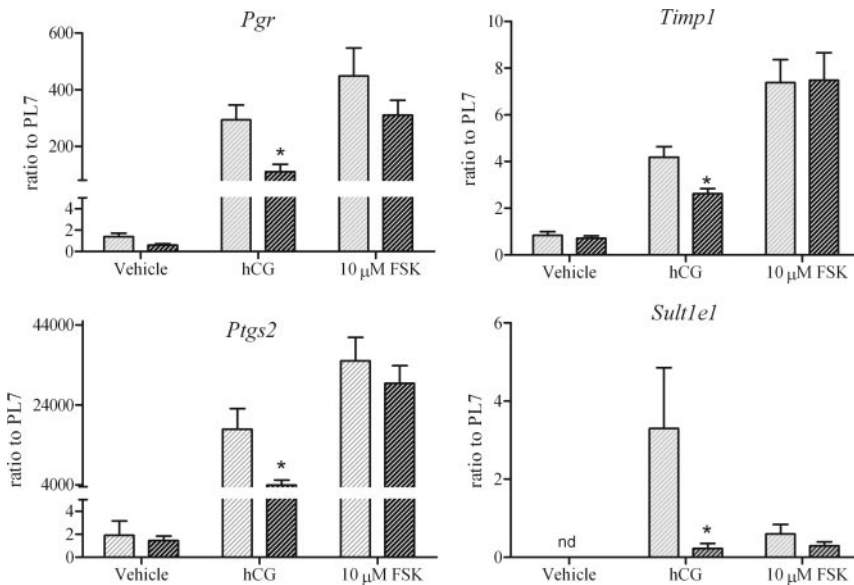 Pgr
600
400
200
4
2
0
ratio to PL7
*
Vehicle
hCG
10 μM FSK
Timp1
10
8
6
4
2
0
ratio to PL7
*
Vehicle
hCG
10 μM FSK
Ptgs2
44000
24000
4000
4
2
0
ratio to PL7
*
Vehicle
hCG
10 μM FSK
Sult1e1
6
4
2
0
ratio to PL7
nd
*
Vehicle
hCG
10 μM FSK